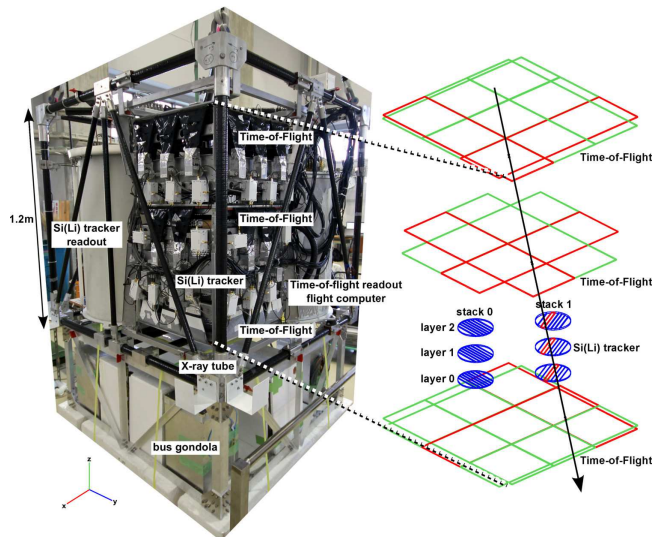 Time-of-Flight
Time-of-Flight
1.2m
Si(Li) tracker
readout
Time-of-Flight
Si(Li) tracker
Time-of-flight readout
flight computer
Time-of-Flight
stack 0
stack 1
layer 2
Time-of-Flight
layer 1
Si(Li) tracker
X-ray tube
layer 0
bus gondola
Time-of-Flight
z
x
y